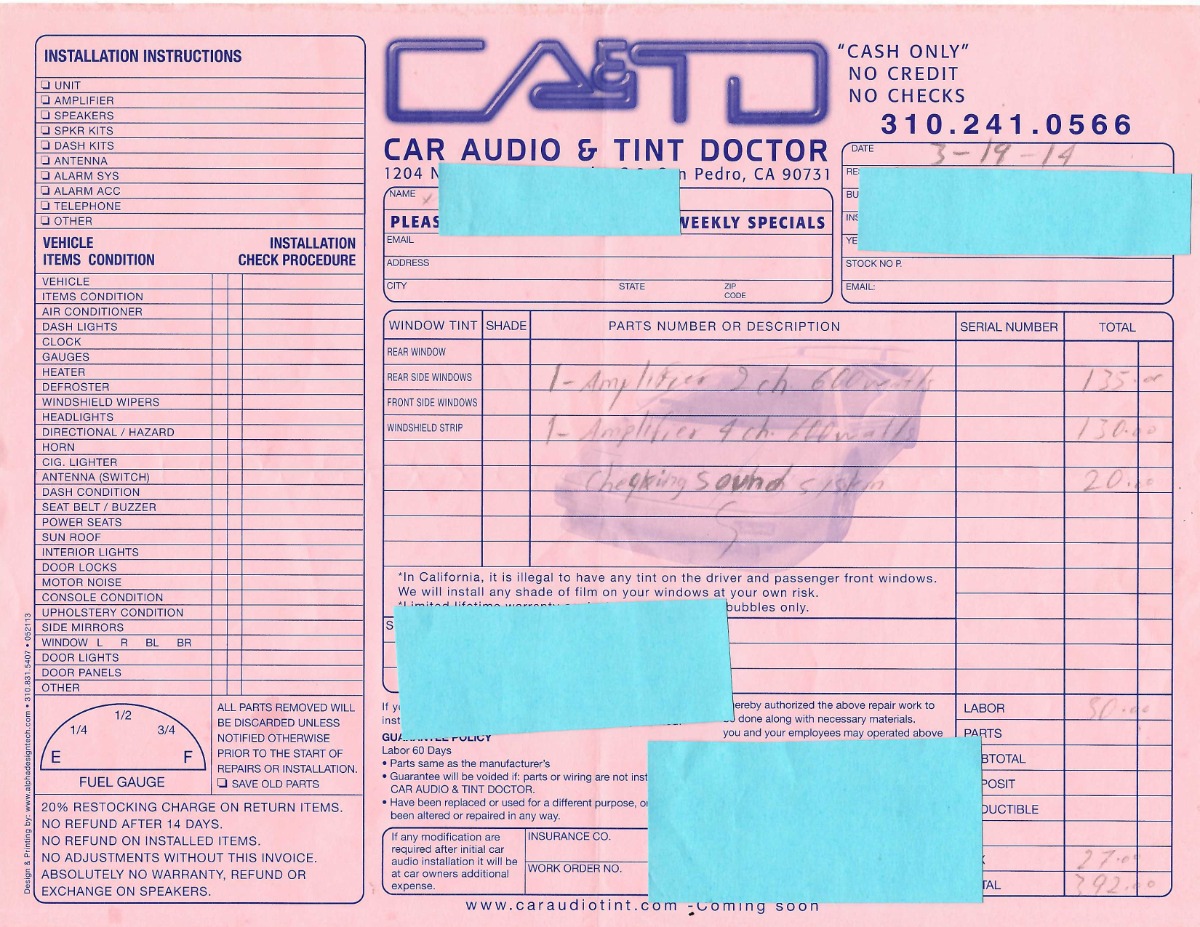 INSTALLATION INSTRUCTIONS
UNIT
AMPLIFIER
SPEAKERS
SPKR KITS
DASH KITS
ANTENNA
ALARM SYS
ALARM ACC
TELEPHONE
OTHER
VEHICLE ITEMS CONDITION
INSTALLATION CHECK PROCEDURE
VEHICLE
ITEMS CONDITION
AIR CONDITIONER
DASH LIGHTS
CLOCK
GAUGES
HEATER
DEFROSTER
WINDSHIELD WIPERS
HEADLIGHTS
DIRECTIONAL / HAZARD
HORN
CIG. LIGHTER
ANTENNA (SWITCH)
DASH CONDITION
SEAT BELT / BUZZER
POWER SEATS
SUN ROOF
INTERIOR LIGHTS
DOOR LOCKS
MOTOR NOISE
CONSOLE CONDITION
UPHOLSTERY CONDITION
SIDE MIRRORS
WINDOW L R BL BR
DOOR LIGHTS
DOOR PANELS
OTHER
E 1/4 1/2 3/4 F
FUEL GAUGE
ALL PARTS REMOVED WILL
BE DISCARDED UNLESS
NOTIFIED OTHERWISE
PRIOR TO THE START OF
REPAIRS OR INSTALLATION.
SAVE OLD PARTS
20% RESTOCKING CHARGE ON RETURN ITEMS.
NO REFUND AFTER 14 DAYS.
NO REFUND ON INSTALLED ITEMS.
NO ADJUSTMENTS WITHOUT THIS INVOICE.
ABSOLUTELY NO WARRANTY, REFUND OR
EXCHANGE ON SPEAKERS.
Design & Printing by: www.alphadesigntech.com • 310.831.5407 • 052113
CA&TD
CAR AUDIO & TINT DOCTOR
1204 N Pedro, CA 90731
"CASH ONLY"
NO CREDIT
NO CHECKS
310.241.0566
NAME
WEEKLY SPECIALS
EMAIL
ADDRESS
CITY STATE ZIP CODE
DATE 3-19-14
STOCK NO P.
EMAIL:
WINDOW TINT SHADE PARTS NUMBER OR DESCRIPTION SERIAL NUMBER TOTAL
REAR WINDOW
REAR SIDE WINDOWS 1- Amplifier 2 ch. 600 watts 135.00
FRONT SIDE WINDOWS
WINDSHIELD STRIP 1- Amplifier 4 ch. 600 watt 130.00
Checking sound system 20.00
*In California, it is illegal to have any tint on the driver and passenger front windows.
We will install any shade of film on your windows at your own risk.
*Limited lifetime warranty bubbles only.
hereby authorized the above repair work to
done along with necessary materials.
you and your employees may operated above
GUARANTEE POLICY
Labor 60 Days
• Parts same as the manufacturer's
• Guarantee will be voided if: parts or wiring are not
CAR AUDIO & TINT DOCTOR.
• Have been replaced or used for a different purpose,
been altered or repaired in any way.
If any modification are
required after initial car
audio installation it will be
at car owners additional
expense.
INSURANCE CO.
WORK ORDER NO.
LABOR
PARTS
27.00
392.00
www.caraudiotint.com - Coming soon